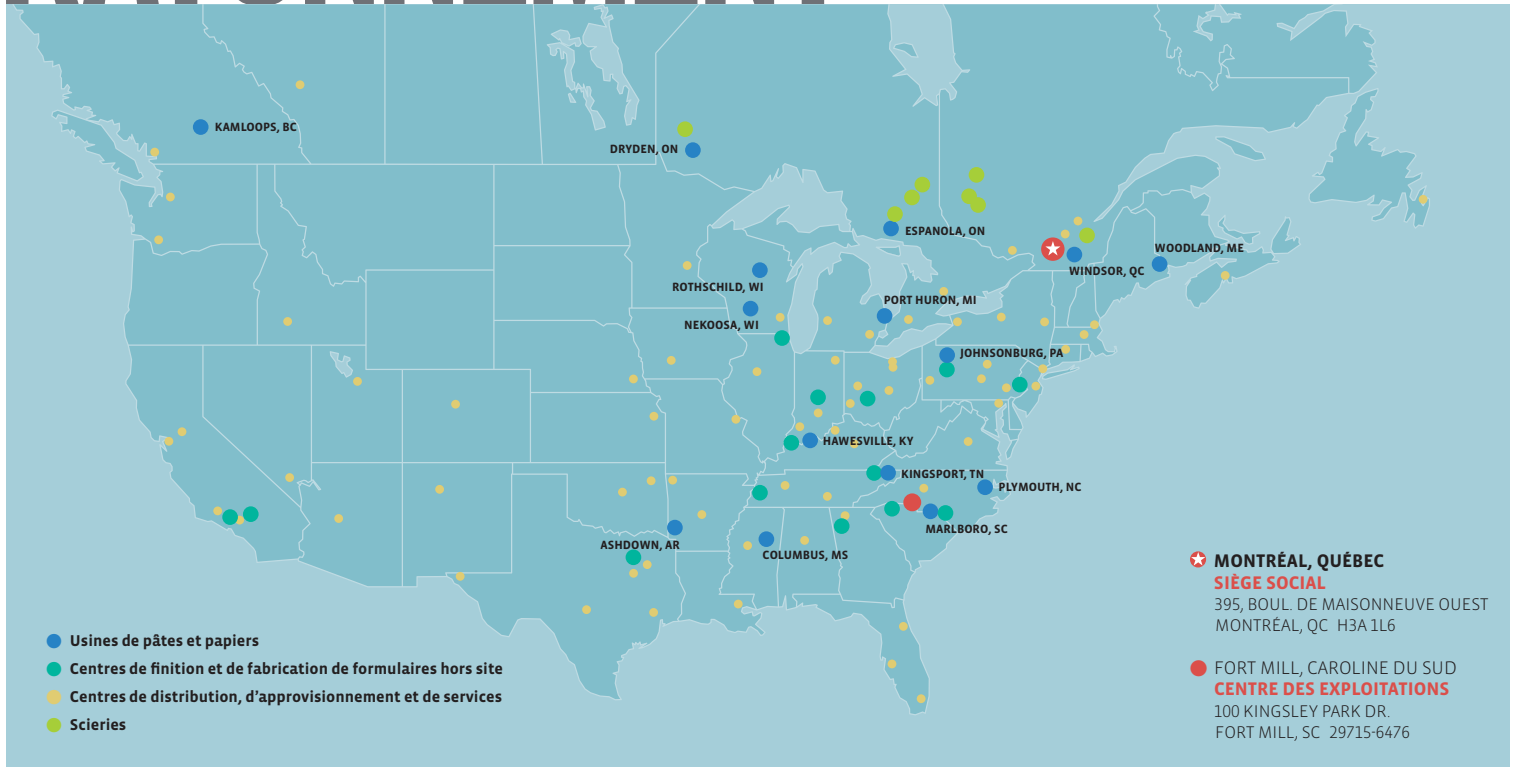 KAMLOOPS, BC
DRYDEN, ON
ESPANOLA, ON
WOODLAND, ME
WINDSOR, QC
ROTHSCHILD, WI
PORT HURON, MI
NEKOOSA, WI
JOHNSONBURG, PA
HAWESVILLE, KY
KINGSPORT, TN
PLYMOUTH, NC
MARLBORO, SC
ASHDOWN, AR
COLUMBUS, MS
Usines de pâtes et papiers
Centres de finition et de fabrication de formulaires hors site
Centres de distribution, d'approvisionnement et de services
Scieries
MONTRÉAL, QUÉBEC
SIÈGE SOCIAL
395, BOUL. DE MAISONNEUVE OUEST
MONTRÉAL, QC H3A 1L6
FORT MILL, CAROLINE DU SUD
CENTRE DES EXPLOITATIONS
100 KINGSLEY PARK DR.
FORT MILL, SC 29715-6476